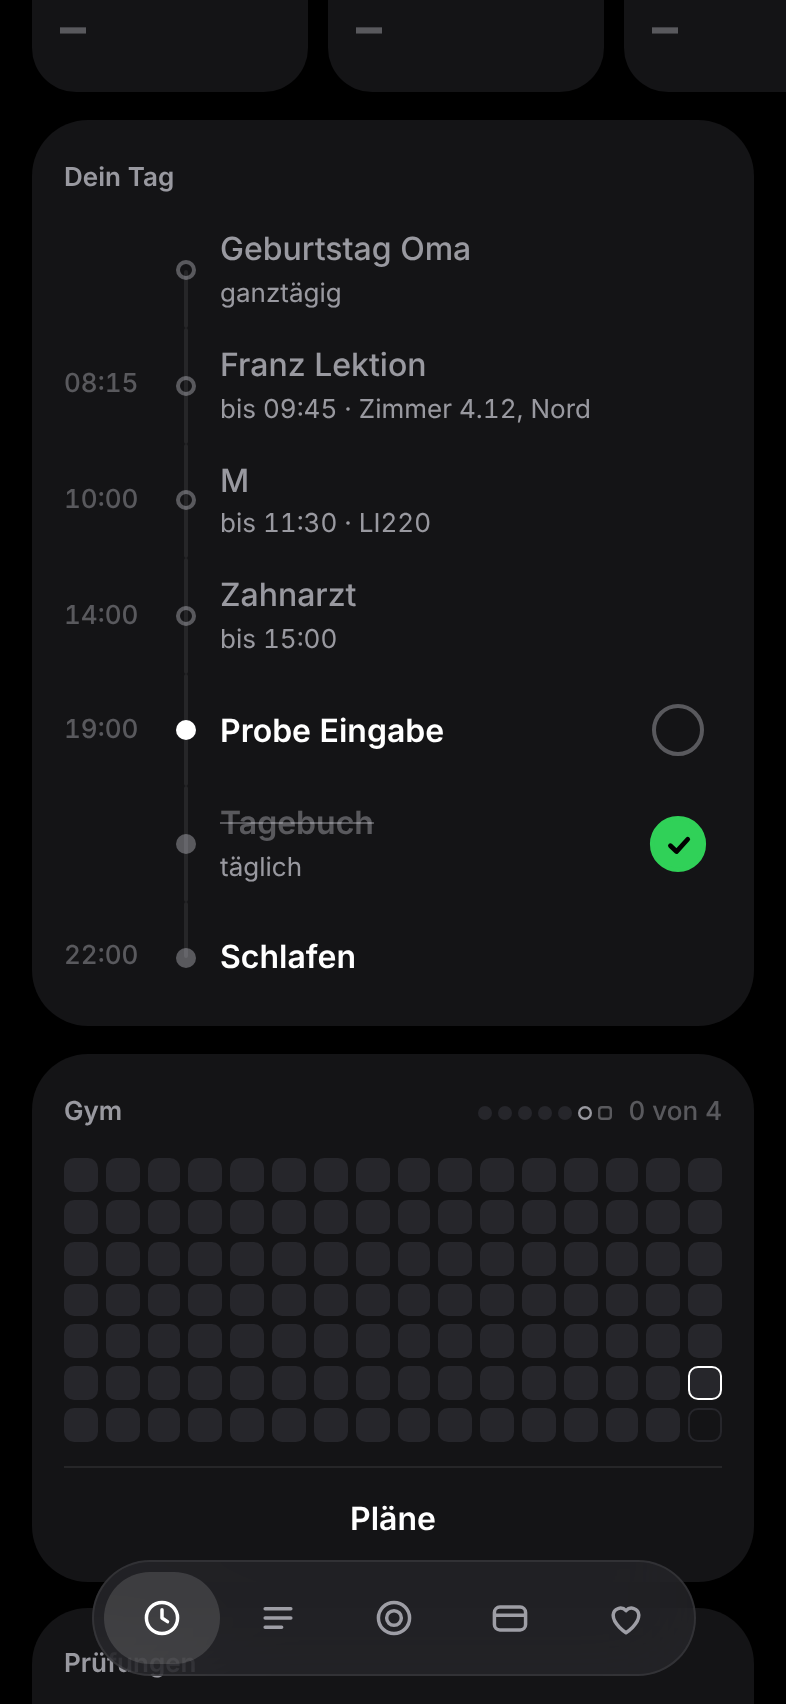 Dein Tag
Geburtstag Oma
ganztägig
08:15
Franz Lektion
bis 09:45 · Zimmer 4.12, Nord
10:00
M
bis 11:30 · LI220
14:00
Zahnarzt
bis 15:00
19:00
Probe Eingabe
Tagebuch
täglich
22:00
Schlafen
Gym
0 von 4
Pläne
Prüfungen